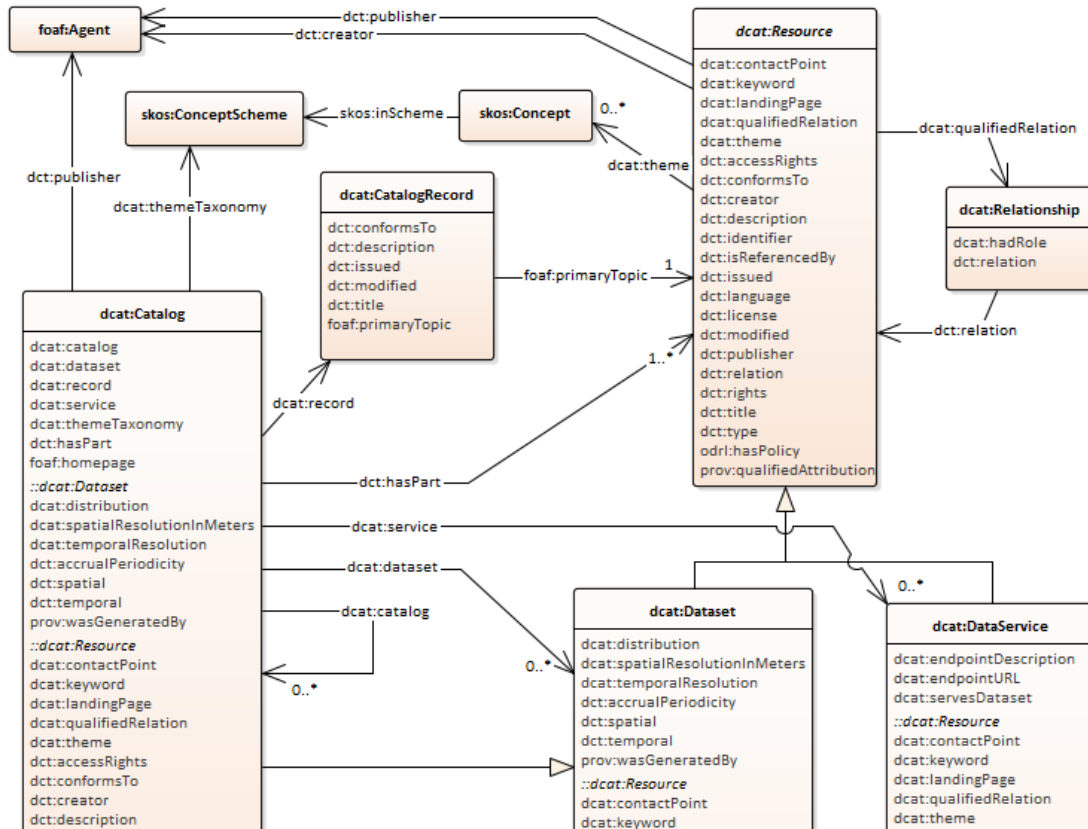 foaf:Agent
dct:publisher
dct:creator
skos:ConceptScheme
skos:inScheme
skos:Concept
0..*
dcat:theme
dct:publisher
dcat:themeTaxonomy
dcat:Resource
dcat:contactPoint
dcat:keyword
dcat:landingPage
dcat:qualifiedRelation
dcat:theme
dct:accessRights
dct:conformsTo
dct:creator
dct:description
dct:identifier
dct:isReferencedBy
dct:issued
dct:language
dct:license
dct:modified
dct:publisher
dct:relation
dct:rights
dct:title
dct:type
odrl:hasPolicy
prov:qualifiedAttribution
dcat:qualifiedRelation
dcat:Relationship
dcat:hadRole
dct:relation
dct:relation
dcat:CatalogRecord
dct:conformsTo
dct:description
dct:issued
dct:modified
dct:title
foaf:primaryTopic
foaf:primaryTopic
1
1..*
dcat:record
dct:hasPart
dcat:service
dcat:dataset
dcat:catalog
0..*
0..*
0..*
dcat:Catalog
dcat:catalog
dcat:dataset
dcat:record
dcat:service
dcat:themeTaxonomy
dct:hasPart
foaf:homepage
::dcat:Dataset
dcat:distribution
dcat:spatialResolutionInMeters
dcat:temporalResolution
dct:accrualPeriodicity
dct:spatial
dct:temporal
prov:wasGeneratedBy
::dcat:Resource
dcat:contactPoint
dcat:keyword
dcat:landingPage
dcat:qualifiedRelation
dcat:theme
dct:accessRights
dct:conformsTo
dct:creator
dct:description
dcat:Dataset
dcat:distribution
dcat:spatialResolutionInMeters
dcat:temporalResolution
dct:accrualPeriodicity
dct:spatial
dct:temporal
prov:wasGeneratedBy
::dcat:Resource
dcat:contactPoint
dcat:keyword
dcat:DataService
dcat:endpointDescription
dcat:endpointURL
dcat:servesDataset
::dcat:Resource
dcat:contactPoint
dcat:keyword
dcat:landingPage
dcat:qualifiedRelation
dcat:theme